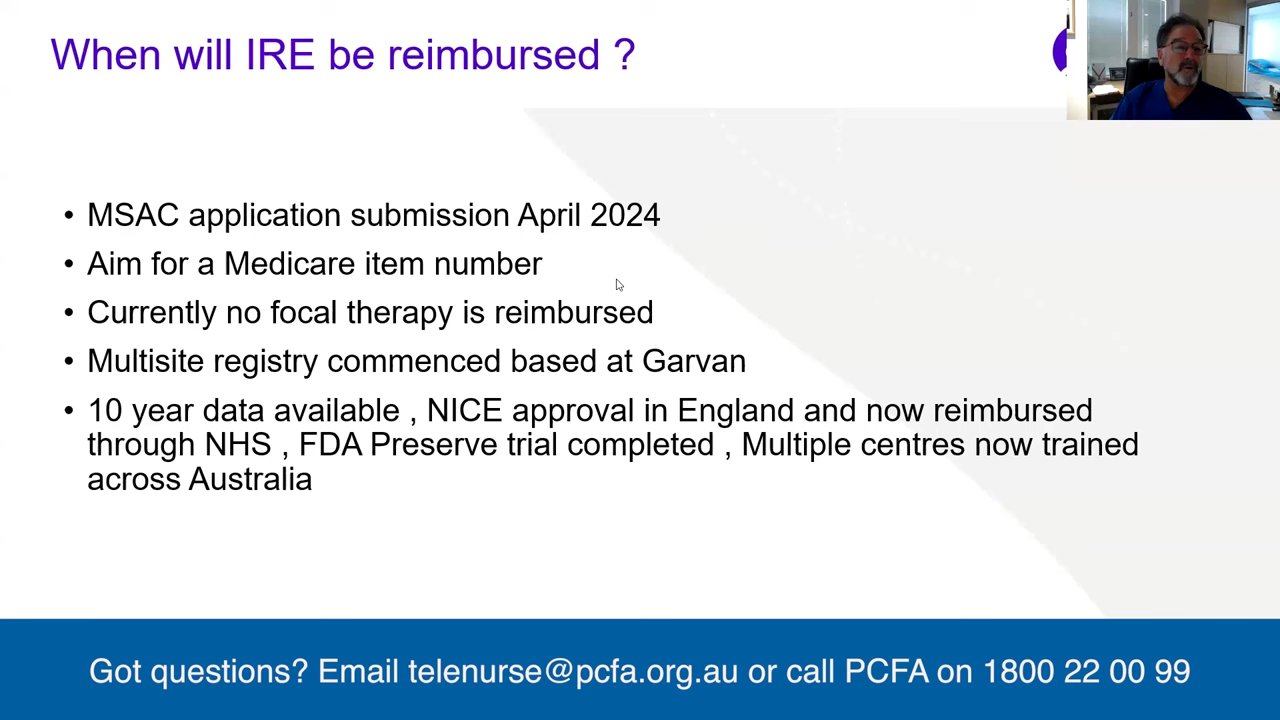 When will IRE be reimbursed ?
• MSAC application submission April 2024
• Aim for a Medicare item number
• Currently no focal therapy is reimbursed
• Multisite registry commenced based at Garvan
• 10 year data available , NICE approval in England and now reimbursed
through NHS , FDA Preserve trial completed , Multiple centres now trained
across Australia
Got questions? Email telenurse@pcfa.org.au or call PCFA on 1800 22 00 99